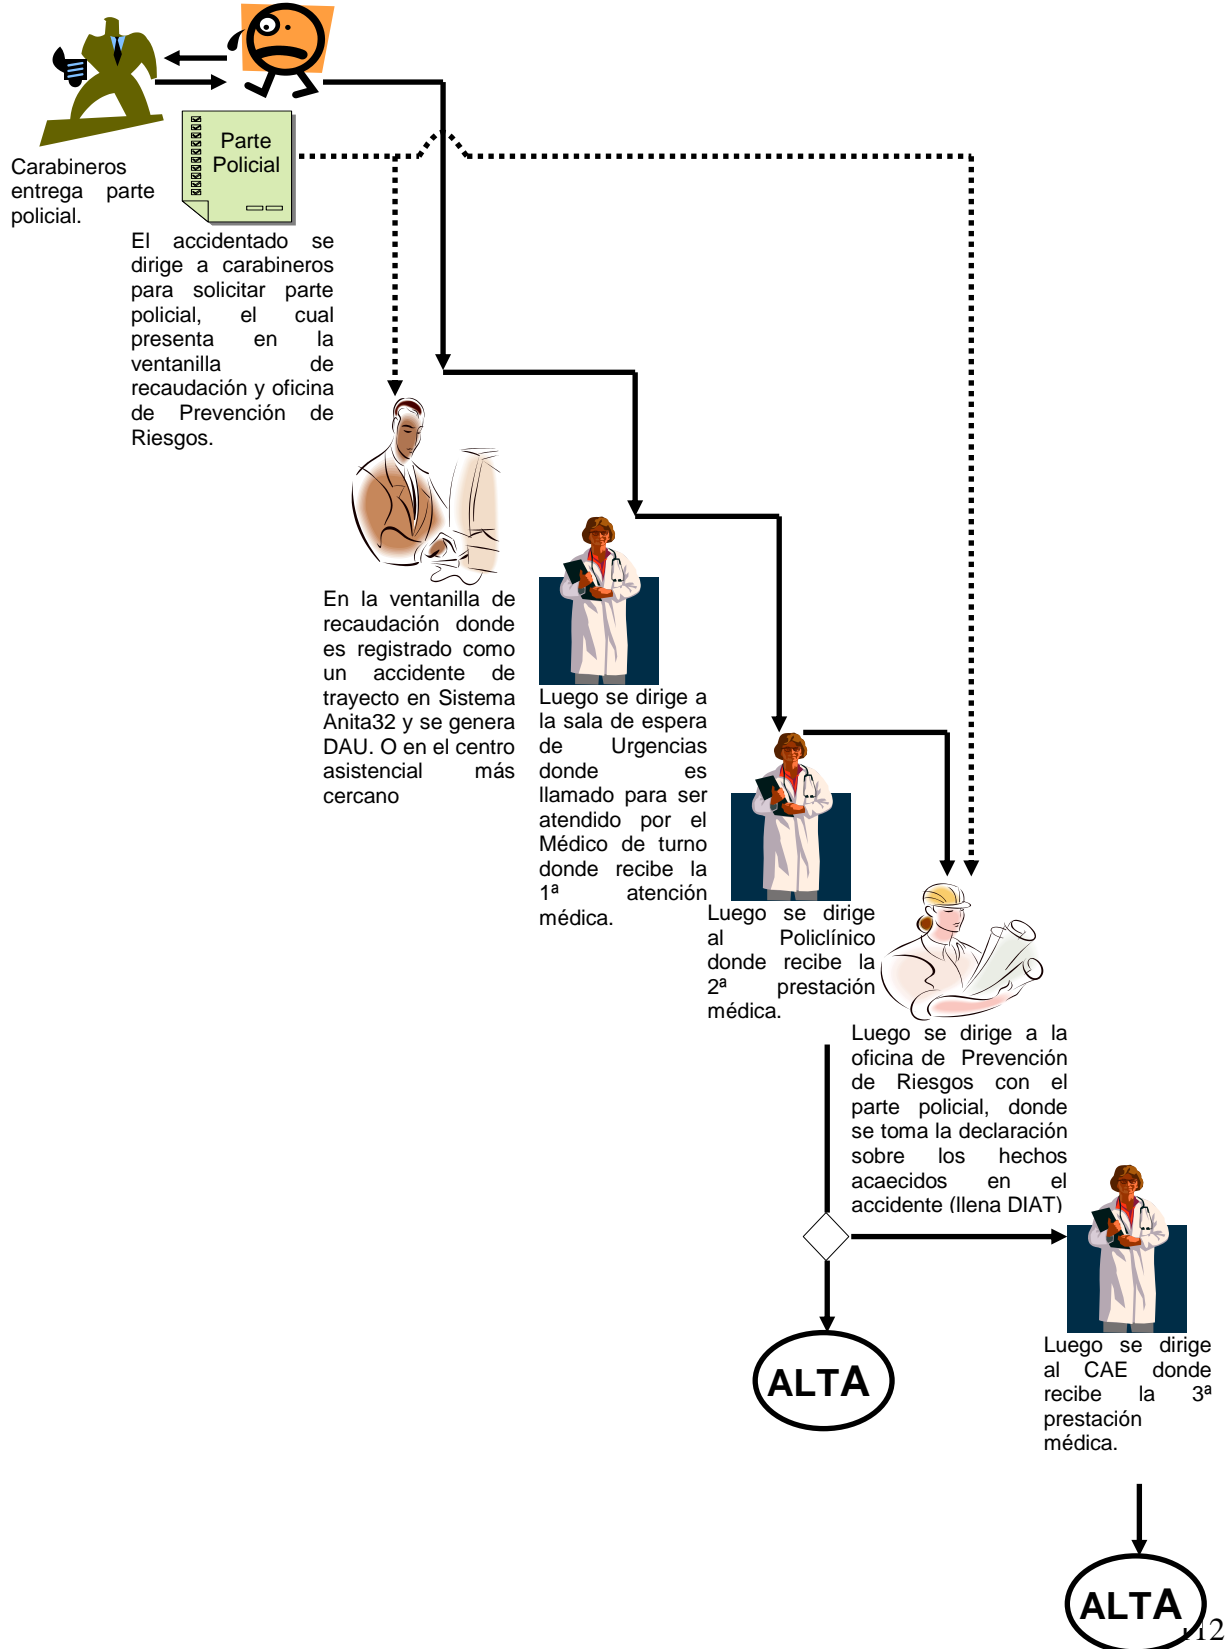 Carabineros
entrega parte
policial.
Parte
Policial
El accidentado se
dirige a carabineros
para solicitar parte
policial, el cual
presenta en la
ventanilla de
recaudación y oficina
de Prevención de
Riesgos.
En la ventanilla de
recaudación donde
es registrado como
un accidente de
trayecto en Sistema
Anita32 y se genera
DAU. O en el centro
asistencial más
cercano
Luego se dirige a
la sala de espera
de Urgencias
donde es
llamado para ser
atendido por el
Médico de turno
donde recibe la
1ª atención
médica.
Luego se dirige
al Policlínico
donde recibe la
2ª prestación
médica.
Luego se dirige a la
oficina de Prevención
de Riesgos con el
parte policial, donde
se toma la declaración
sobre los hechos
acaecidos en el
accidente (llena DIAT)
ALTA
Luego se dirige
al CAE donde
recibe la 3ª
prestación
médica.
ALTA
112